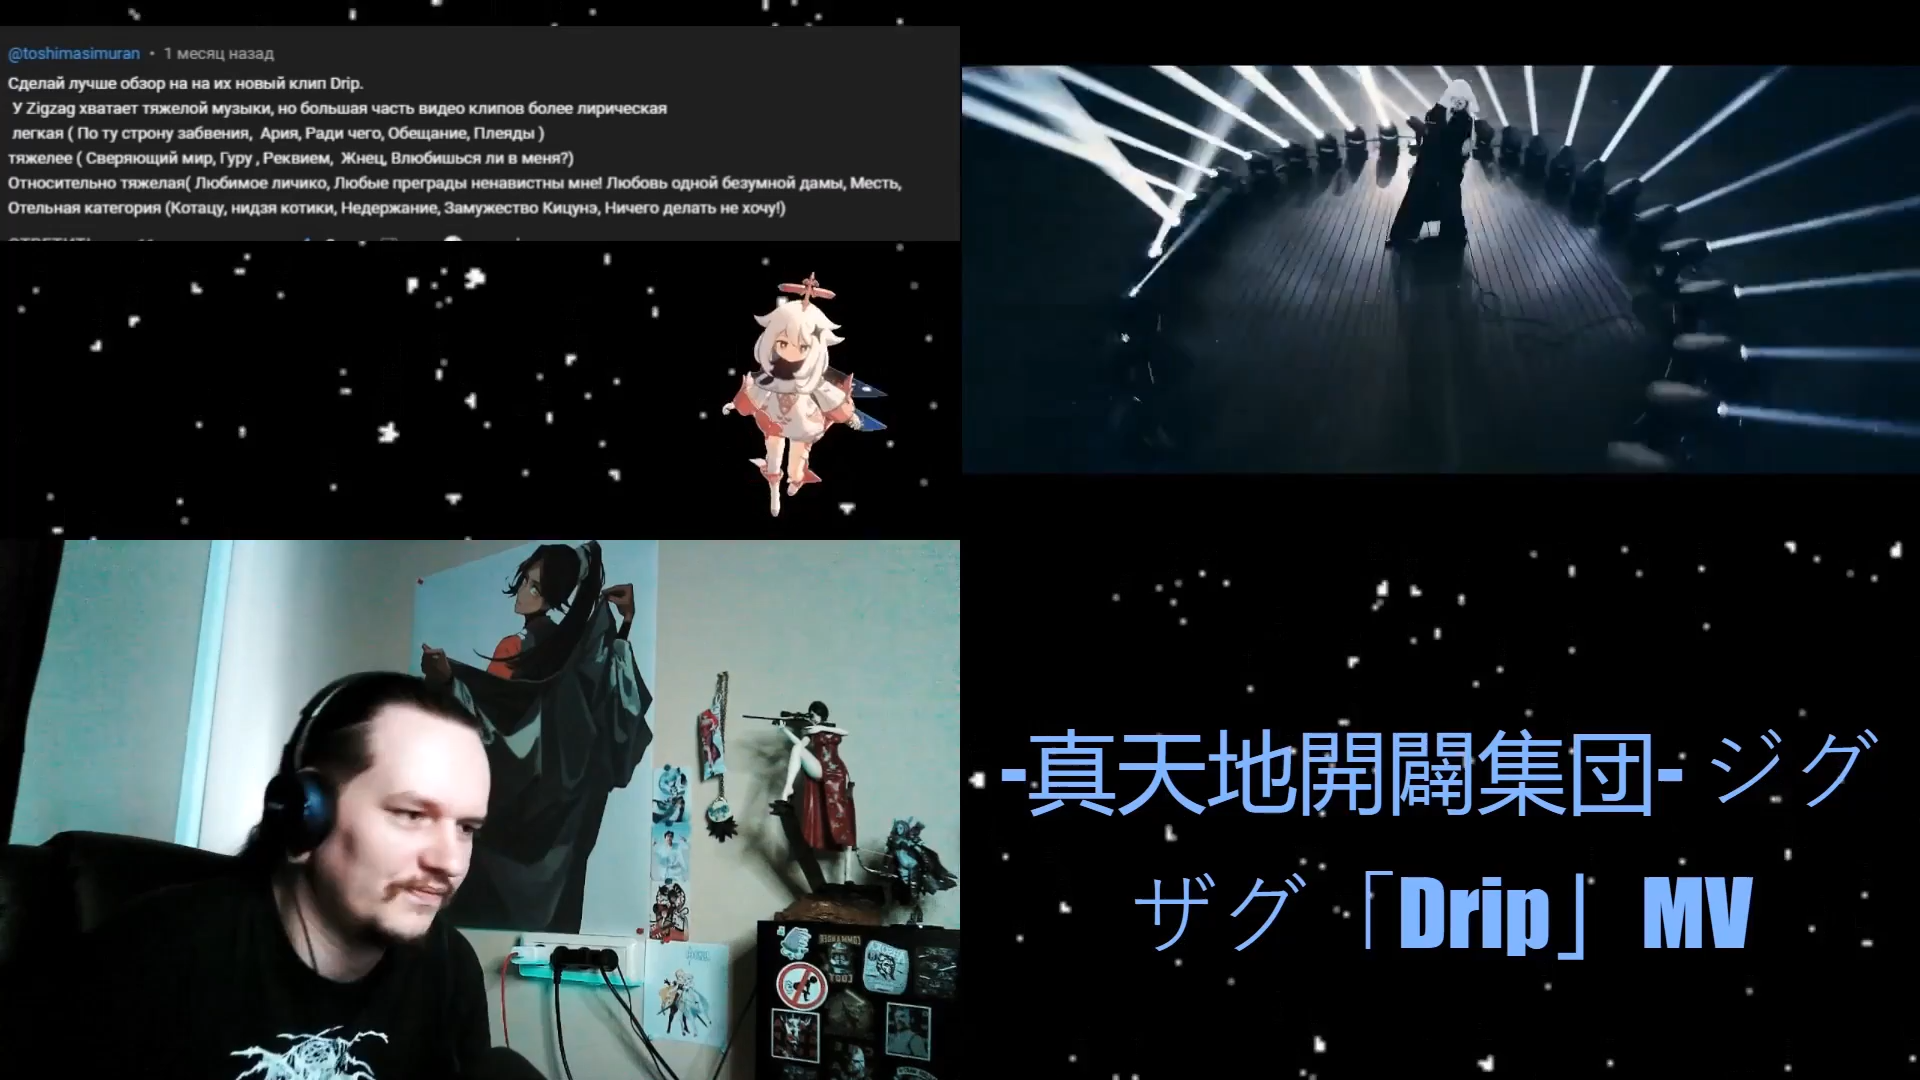 @toshimasimuran • 1 месяц назад
Сделай лучше обзор на на их новый клип Drip.
У Zigzag хватает тяжелой музыки, но большая часть видео клипов более лирическая
легкая ( По ту строну забвения, Ария, Ради чего, Обещание, Плеяды )
тяжелее ( Сверяющий мир, Гуру , Реквием, Жнец, Влюбишься ли в меня?)
Относительно тяжелая( Любимое личико, Любые преграды ненавистны мне! Любовь одной безумной дамы, Месть,
Отельная категория (Котацу, нидзя котики, Недержание, Замужество Кицунэ, Ничего делать не хочу!)
-真天地開闢集団- ジグ
ザグ「Drip」 MV